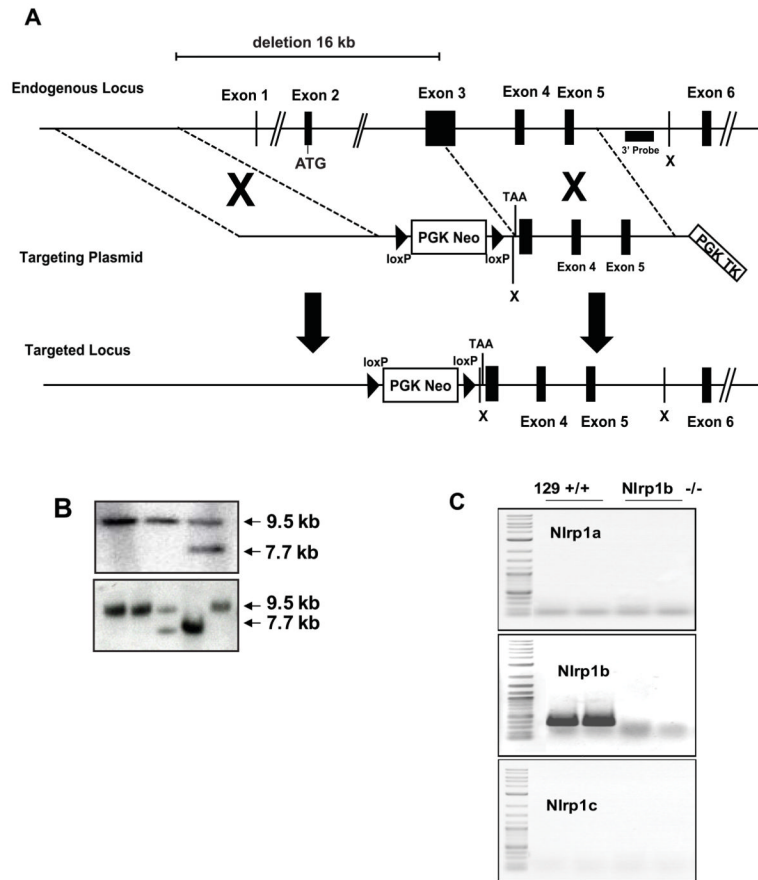 A
deletion 16 kb
Endogenous Locus
Exon 1
Exon 2
Exon 3
Exon 4
Exon 5
Exon 6
ATG
3' Probe
X
X
X
TAA
Targeting Plasmid
loxP
PGK Neo
loxP
Exon 4
Exon 5
PGK TK
X
Targeted Locus
loxP
PGK Neo
loxP
TAA
X
Exon 4
Exon 5
X
Exon 6
B
9.5 kb
7.7 kb
9.5 kb
7.7 kb
C
129 +/+ Nlrp1b -/-
Nlrp1a
Nlrp1b
Nlrp1c